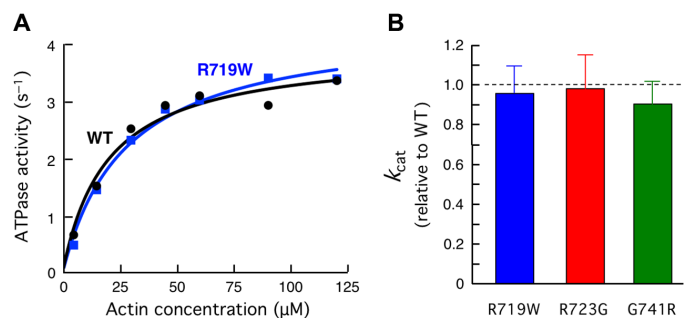 A
ATPase activity (s⁻¹)
4
3
2
1
0
R719W
WT
0 25 50 75 100 125
Actin concentration (μM)
B
kcat
(relative to WT)
1.2
1.0
0.8
0.6
0.4
0.2
0
R719W R723G G741R